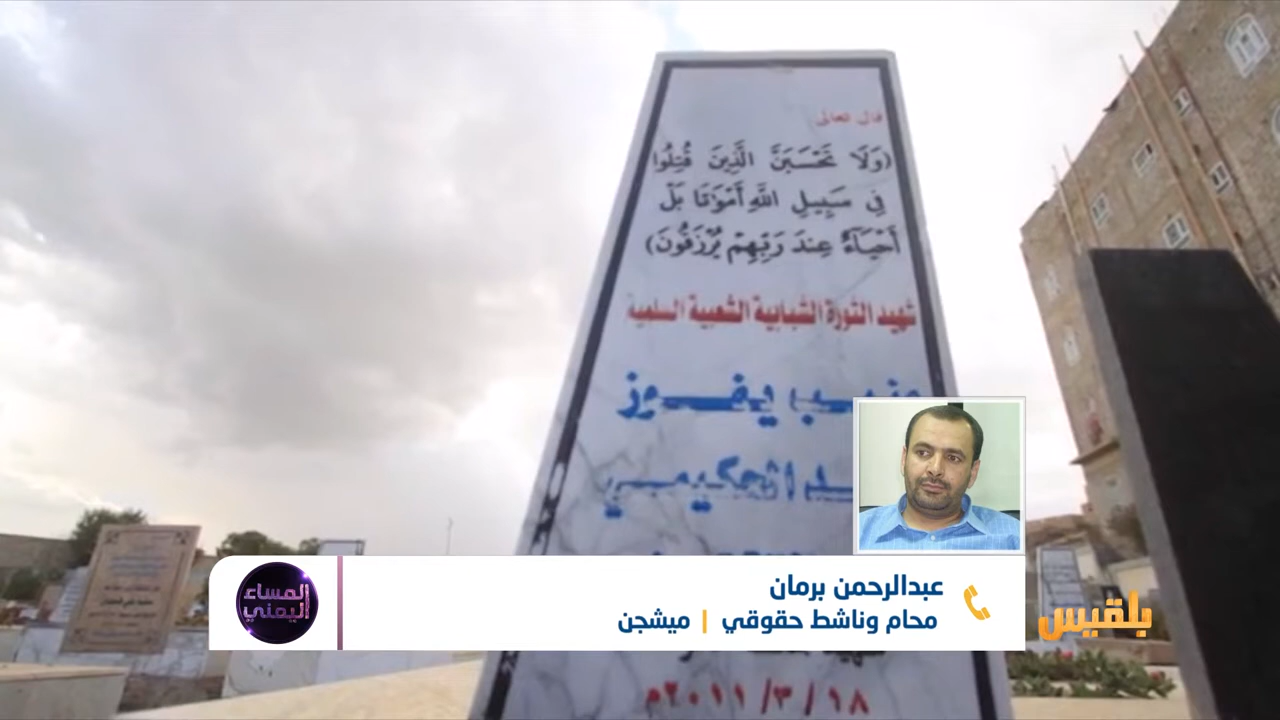 قال تعالى
(وَلَا تَحْسَبَنَّ الَّذِينَ قُتِلُوا
فِي سَبِيلِ اللَّهِ أَمْوَاتًا بَلْ
أَحْيَاءٌ عِندَ رَبِّهِمْ يُرْزَقُونَ)
شهيد الثورة الشبابية الشعبية السلمية
يفوز
الحكيمي
١٨ / ٣ / ٢٠١١م
عبدالرحمن برمان
محام وناشط حقوقي | ميشجن
المساء
اليمني
بلقيس